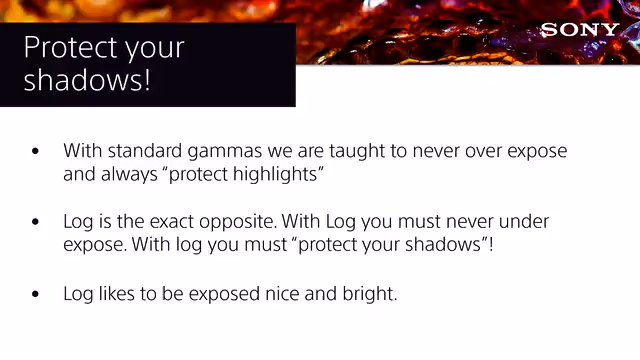 SONY
Protect your
shadows!
• With standard gammas we are taught to never over expose
and always “protect highlights”
• Log is the exact opposite. With Log you must never under
expose. With log you must “protect your shadows”!
• Log likes to be exposed nice and bright.